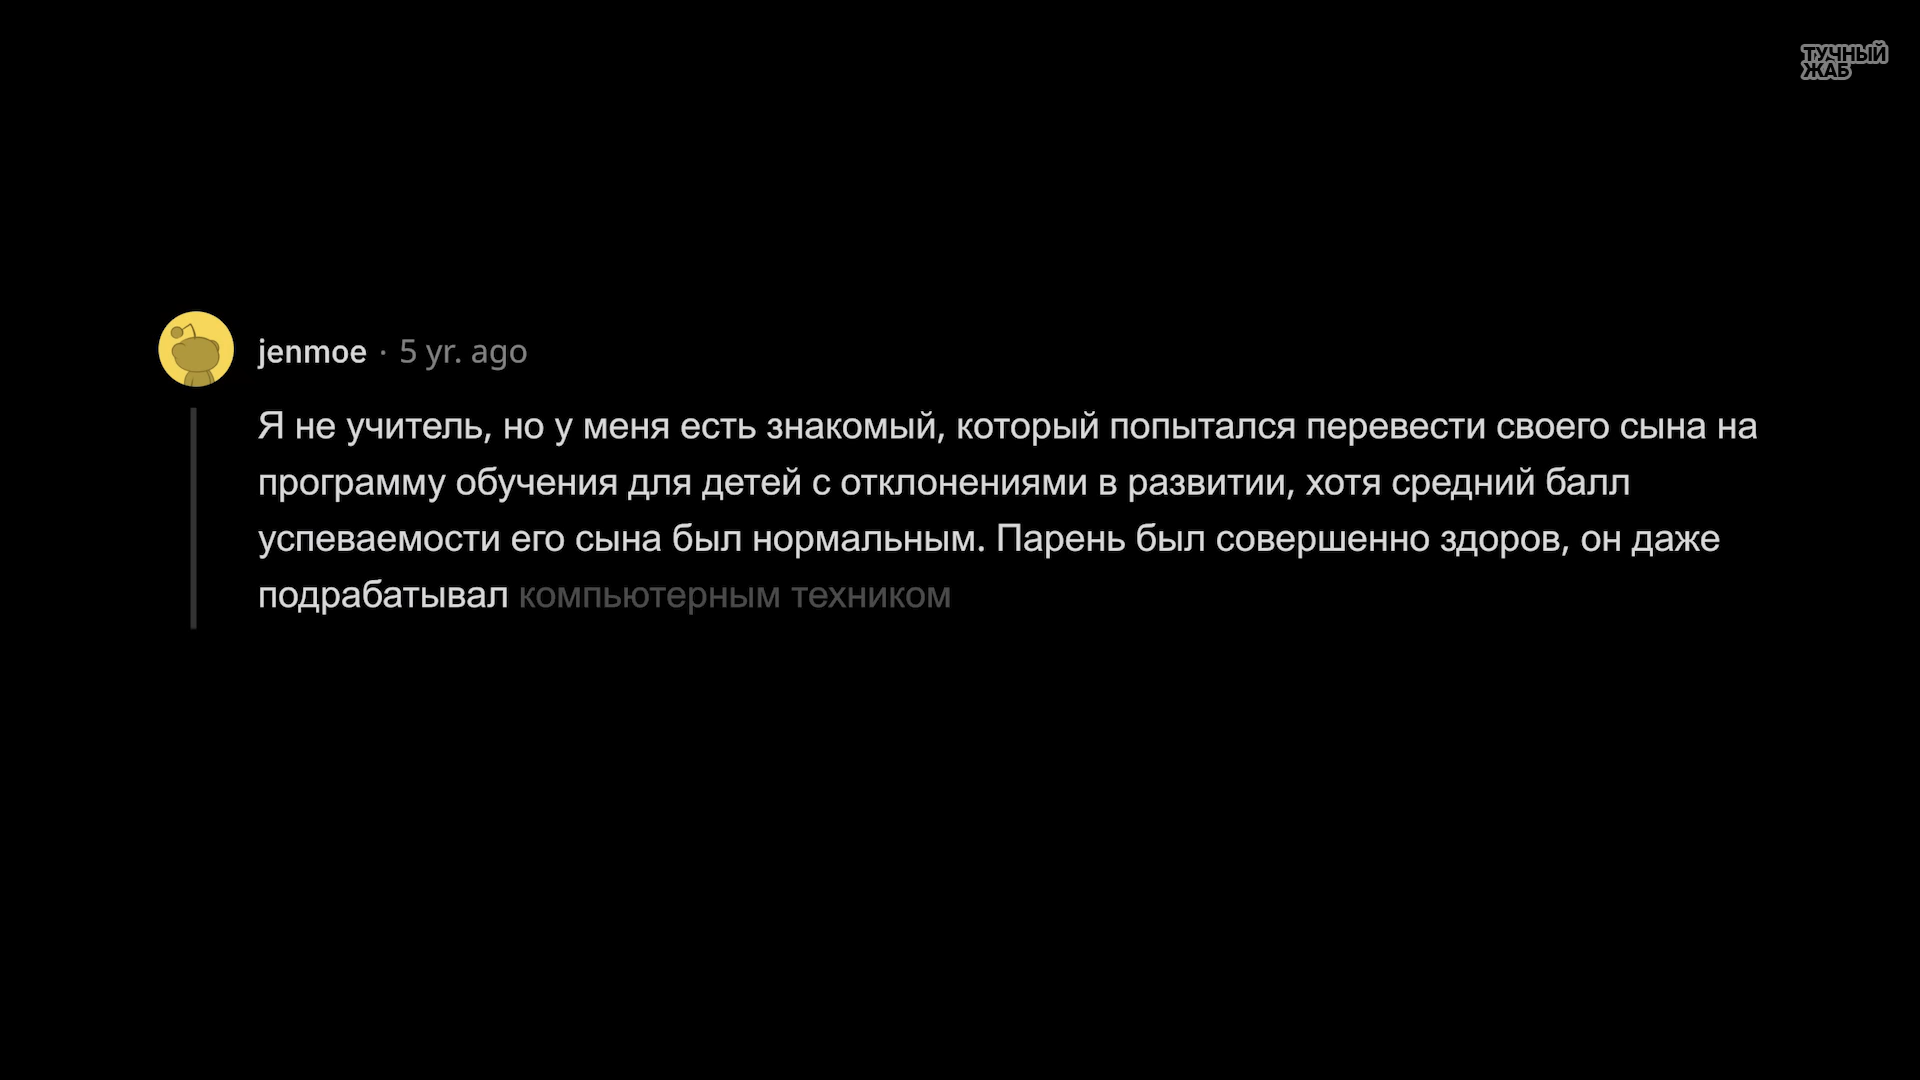 ТУЧНЫЙ
ЖАБ
jenmoe · 5 yr. ago
Я не учитель, но у меня есть знакомый, который попытался перевести своего сына на
программу обучения для детей с отклонениями в развитии, хотя средний балл
успеваемости его сына был нормальным. Парень был совершенно здоров, он даже
подрабатывал компьютерным техником